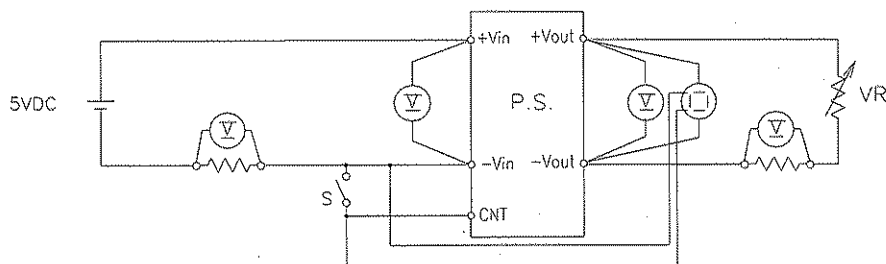 +Vin
+Vout
5VDC
V
V
P.S.
V
VR
V
-Vin
-Vout
S
CNT